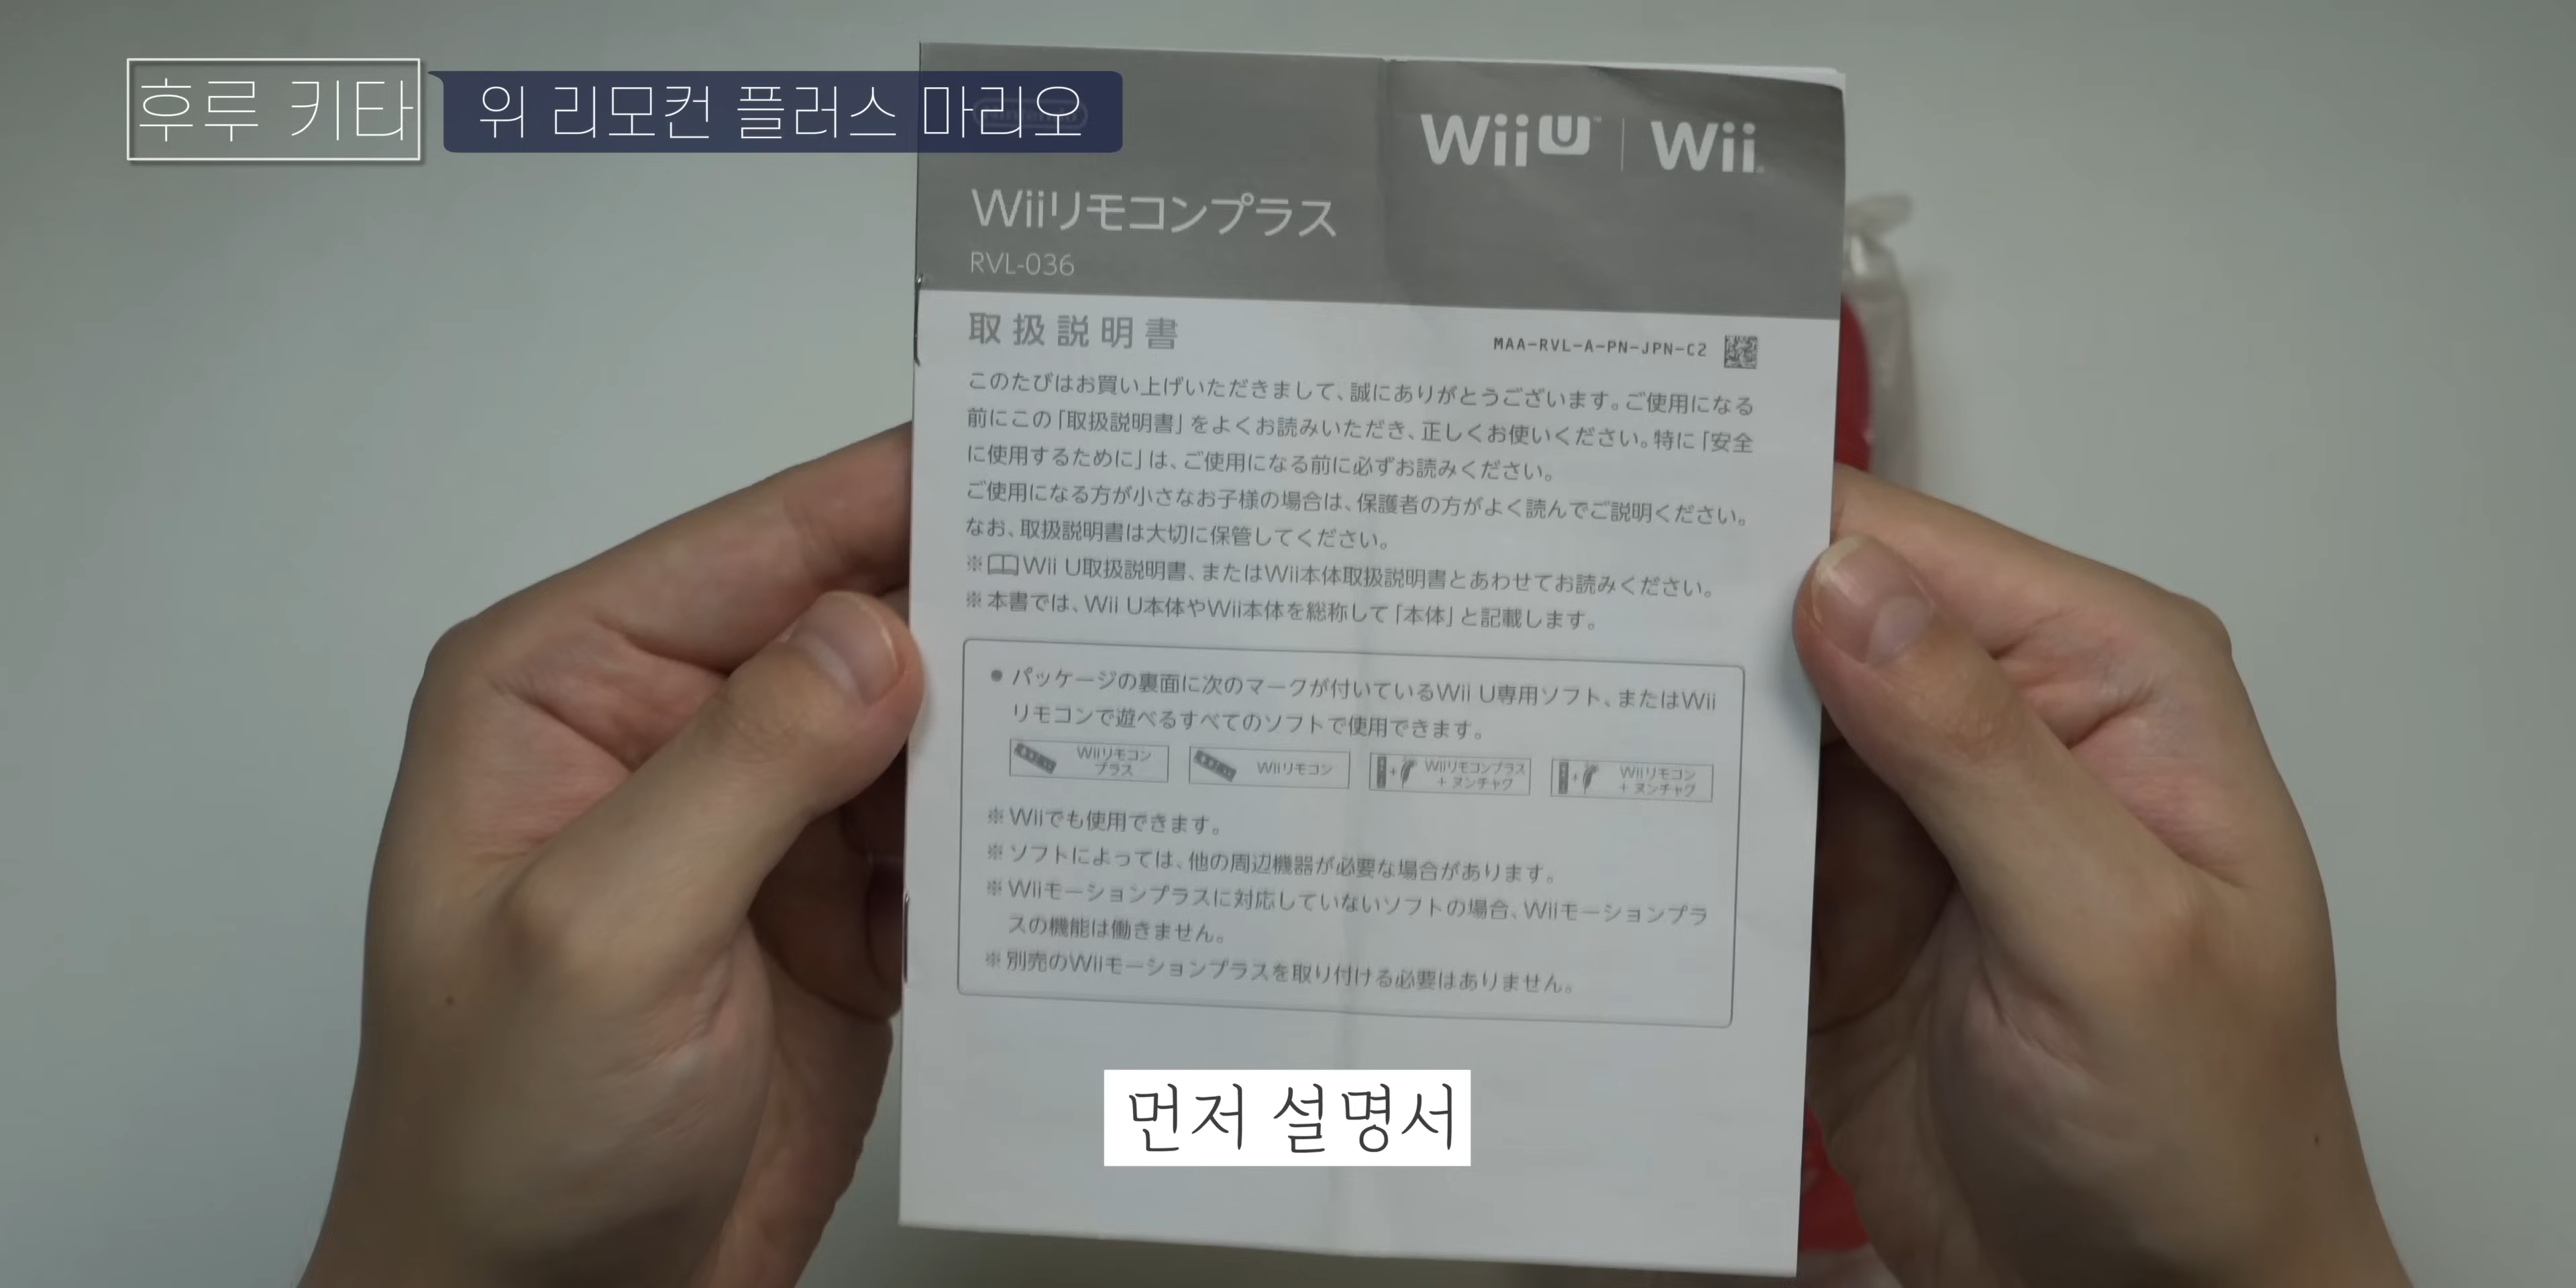 후루 키타
위 리모컨 플러스 마리오
Wii U™ | Wii
Wiiリモコンプラス
RVL-036
取扱説明書
MAA-RVL-A-PN-JPN-C2
このたびはお買い上げいただきまして、誠にありがとうございます。ご使用になる
前にこの「取扱説明書」をよくお読みいただき、正しくお使いください。特に「安全
に使用するために」は、ご使用になる前に必ずお読みください。
ご使用になる方が小さなお子様の場合は、保護者の方がよく読んでご説明ください。
なお、取扱説明書は大切に保管してください。
※Wii U取扱説明書、またはWii本体取扱説明書とあわせてお読みください。
※本書では、Wii U本体やWii本体を総称して「本体」と記載します。
● パッケージの裏面に次のマークが付いているWii U専用ソフト、またはWii
リモコンで遊べるすべてのソフトで使用できます。
Wiiリモコン
プラス
Wiiリモコン
Wiiリモコンプラス
+ ヌンチャク
Wiiリモコン
+ ヌンチャク
※Wiiでも使用できます。
※ソフトによっては、他の周辺機器が必要な場合があります。
※Wiiモーションプラスに対応していないソフトの場合、Wiiモーションプラ
スの機能は働きません。
※別売のWiiモーションプラスを取り付ける必要はありません。
먼저 설명서